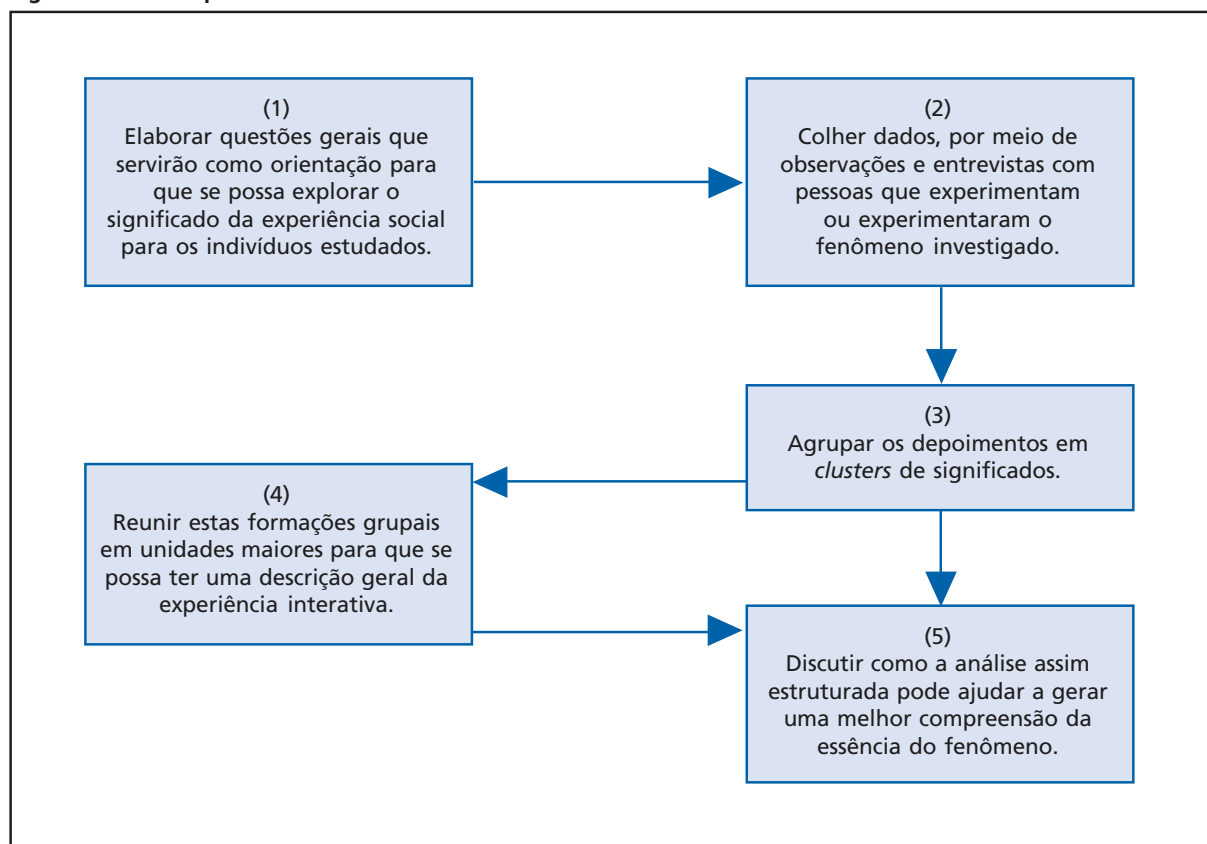 (1)
Elaborar questões gerais que
servirão como orientação para
que se possa explorar o
significado da experiência social
para os indivíduos estudados.
(2)
Colher dados, por meio de
observações e entrevistas com
pessoas que experimentam
ou experimentaram o
fenômeno investigado.
(3)
Agrupar os depoimentos em
clusters de significados.
(4)
Reunir estas formações grupais
em unidades maiores para que se
possa ter uma descrição geral da
experiência interativa.
(5)
Discutir como a análise assim
estruturada pode ajudar a gerar
uma melhor compreensão da
essência do fenômeno.